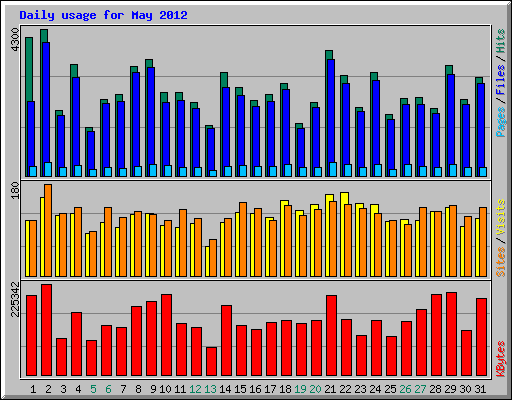 Daily usage for May 2012
4300
Pages / Files / Hits
180
Sites / Visits
225342
KBytes
1 2 3 4 5 6 7 8 9 10 11 12 13 14 15 16 17 18 19 20 21 22 23 24 25 26 27 28 29 30 31